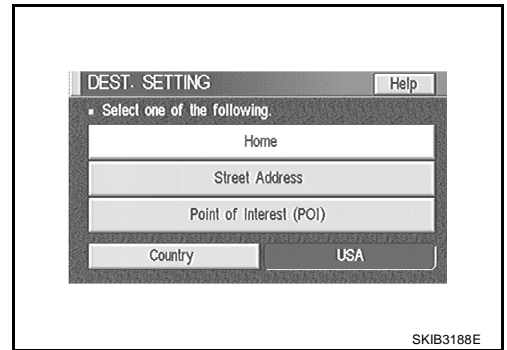 DEST. SETTING Help
▪ Select one of the following.
Home
Street Address
Point of Interest (POI)
Country USA
SKIB3188E